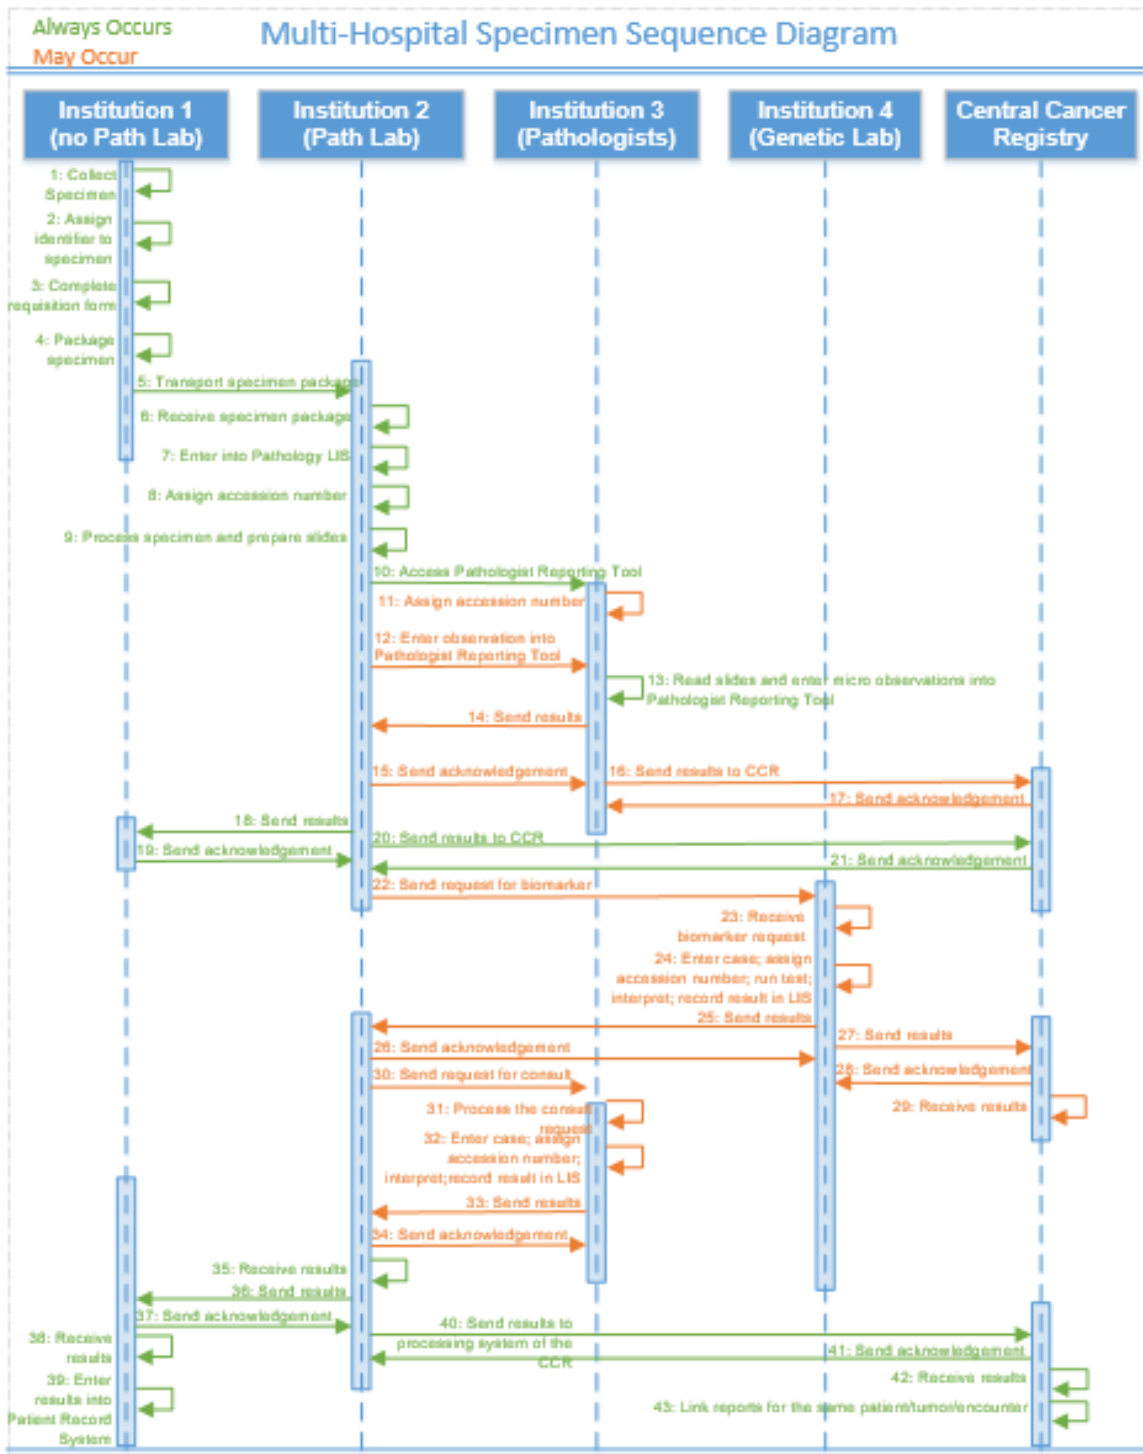 Always Occurs
May Occur
Multi-Hospital Specimen Sequence Diagram
Institution 1
(no Path Lab)
Institution 2
(Path Lab)
Institution 3
(Pathologists)
Institution 4
(Genetic Lab)
Central Cancer
Registry
1: Collect
Specimen
2: Assign
identifier to
specimen
3: Complete
requisition form
4: Package
specimen
5: Transport specimen package
6: Receive specimen package
7: Enter into Pathology LIS
8: Assign accession number
9: Process specimen and prepare slides
10: Access Pathologist Reporting Tool
11: Assign accession number
12: Enter observation into
Pathologist Reporting Tool
13: Read slides and enter micro observations into
Pathologist Reporting Tool
14: Send results
15: Send acknowledgement
16: Send results to CCR
17: Send acknowledgement
18: Send results
19: Send acknowledgement
20: Send results to CCR
21: Send acknowledgement
22: Send request for biomarker
23: Receive
biomarker request
24: Enter case; assign
accession number; run test;
interpret; record result in LIS
25: Send results
26: Send acknowledgement
27: Send results
28: Send acknowledgement
29: Receive results
30: Send request for consult
31: Process the consult
request
32: Enter case; assign
accession number;
interpret;record result in LIS
33: Send results
34: Send acknowledgement
35: Receive results
36: Send results
37: Send acknowledgement
38: Receive
results
39: Enter
results into
Patient Record
System
40: Send results to
processing system of the
CCR
41: Send acknowledgement
42: Receive results
43: Link reports for the same patient/tumor/encounter